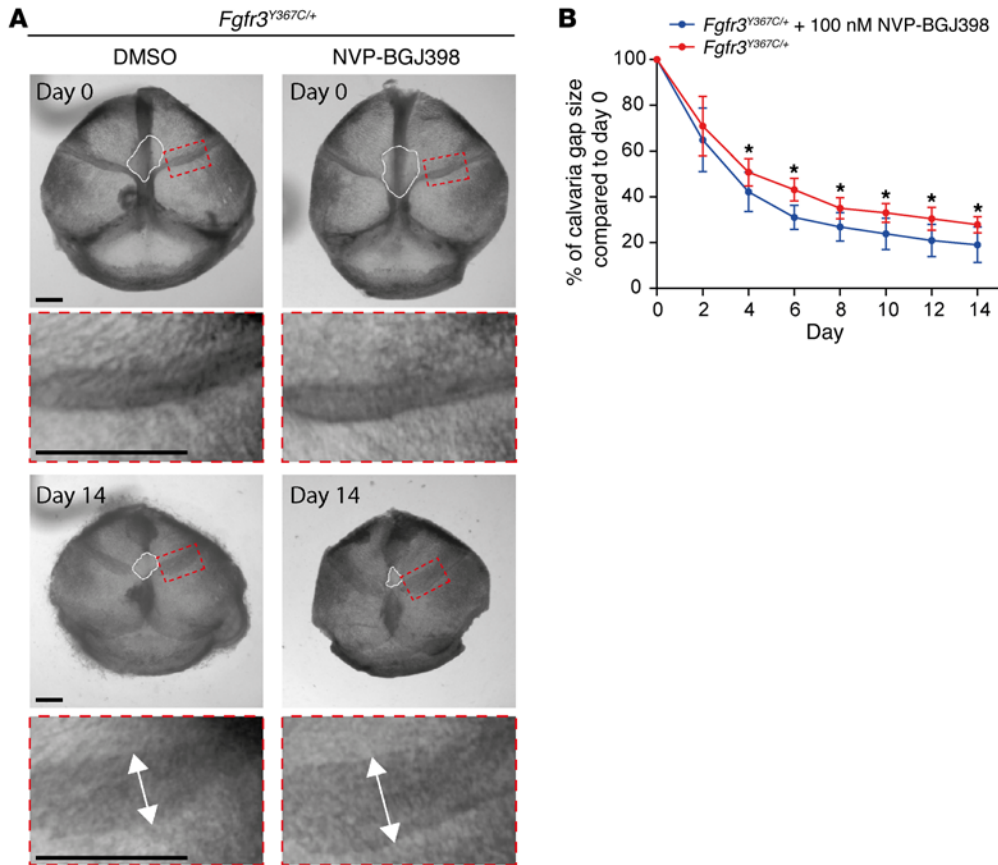 A
Fgfr3Y367C/+
DMSO
NVP-BGJ398
Day 0
Day 0
Day 14
Day 14
B
Fgfr3Y367C/+ + 100 nM NVP-BGJ398
Fgfr3Y367C/+
% of calvaria gap size
compared to day 0
100
80
60
40
20
0
* * * * * *
0 2 4 6 8 10 12 14
Day